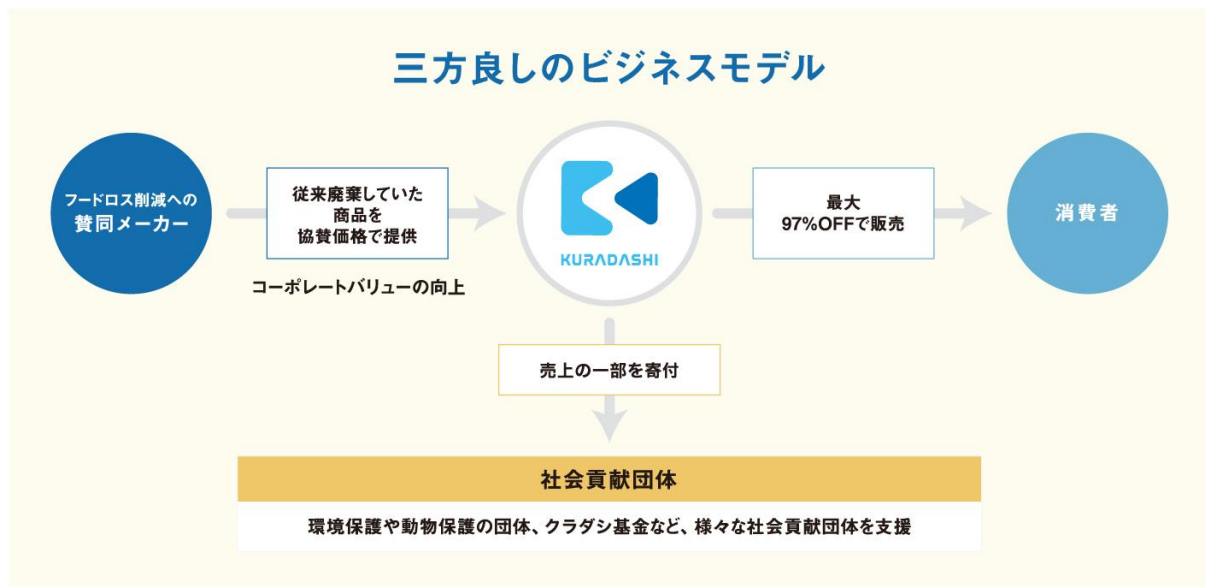 三方良しのビジネスモデル
フードロス削減への
賛同メーカー
従来廃棄していた
商品を
協賛価格で提供
コーポレートバリューの向上
KURADASHI
最大
97%OFFで販売
消費者
売上の一部を寄付
社会貢献団体
環境保護や動物保護の団体、クラダシ基金など、様々な社会貢献団体を支援